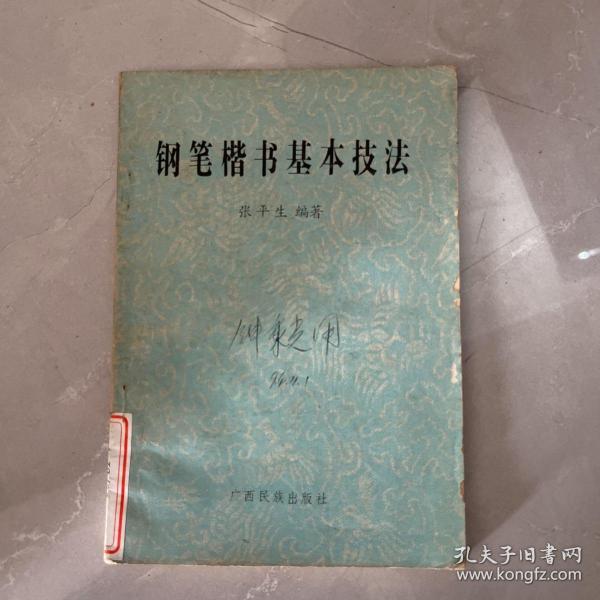 钢笔楷书基本技法
张平生 编著
广西民族出版社
孔夫子旧书网
www.kongfz.com